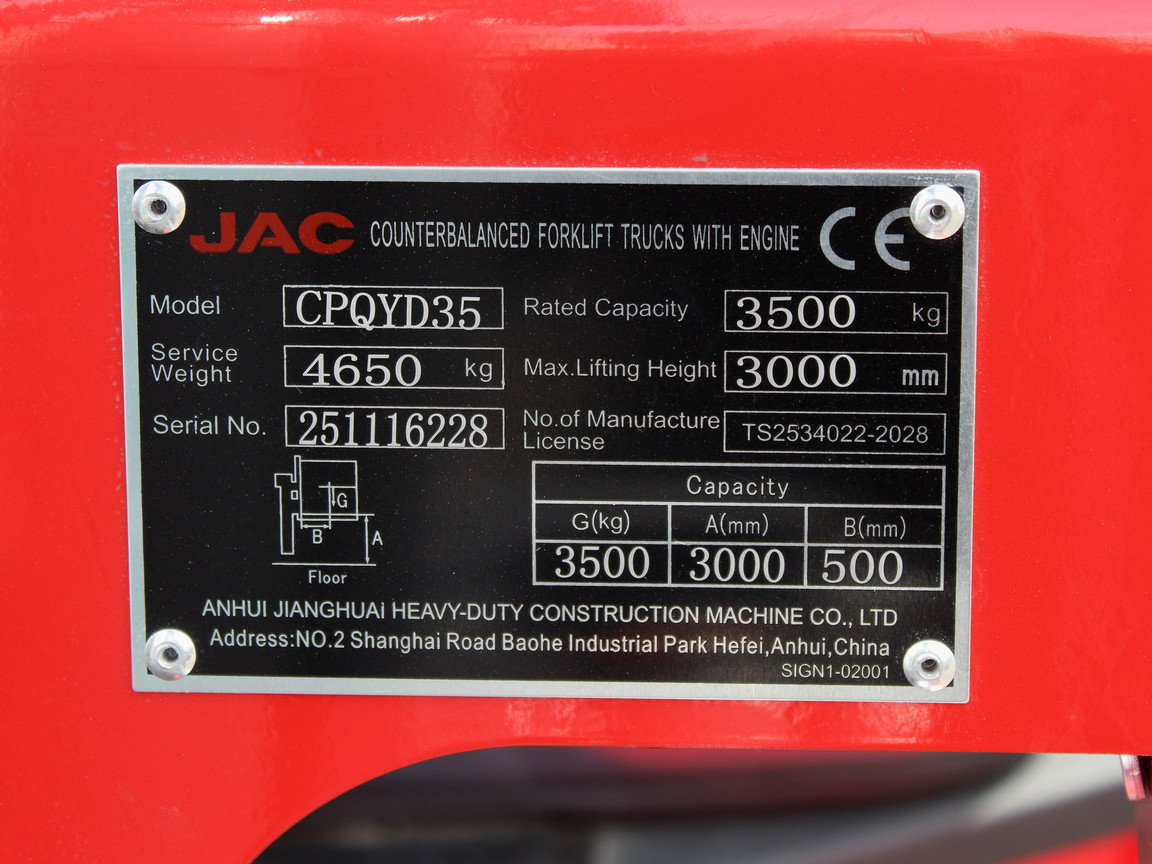 JAC COUNTERBALANCED FORKLIFT TRUCKS WITH ENGINE CE
Model CPQYD35 Rated Capacity 3500 kg
Service Weight 4650 kg Max.Lifting Height 3000 mm
Serial No. 251116228 No.of Manufacture License TS2534022-2028
G
B
A
Floor
Capacity
G(kg) A(mm) B(mm)
3500 3000 500
ANHUI JIANGHUAi HEAVY-DUTY CONSTRUCTION MACHINE CO., LTD
Address:NO.2 Shanghai Road Baohe Industrial Park Hefei,Anhui,China
SIGN1-02001